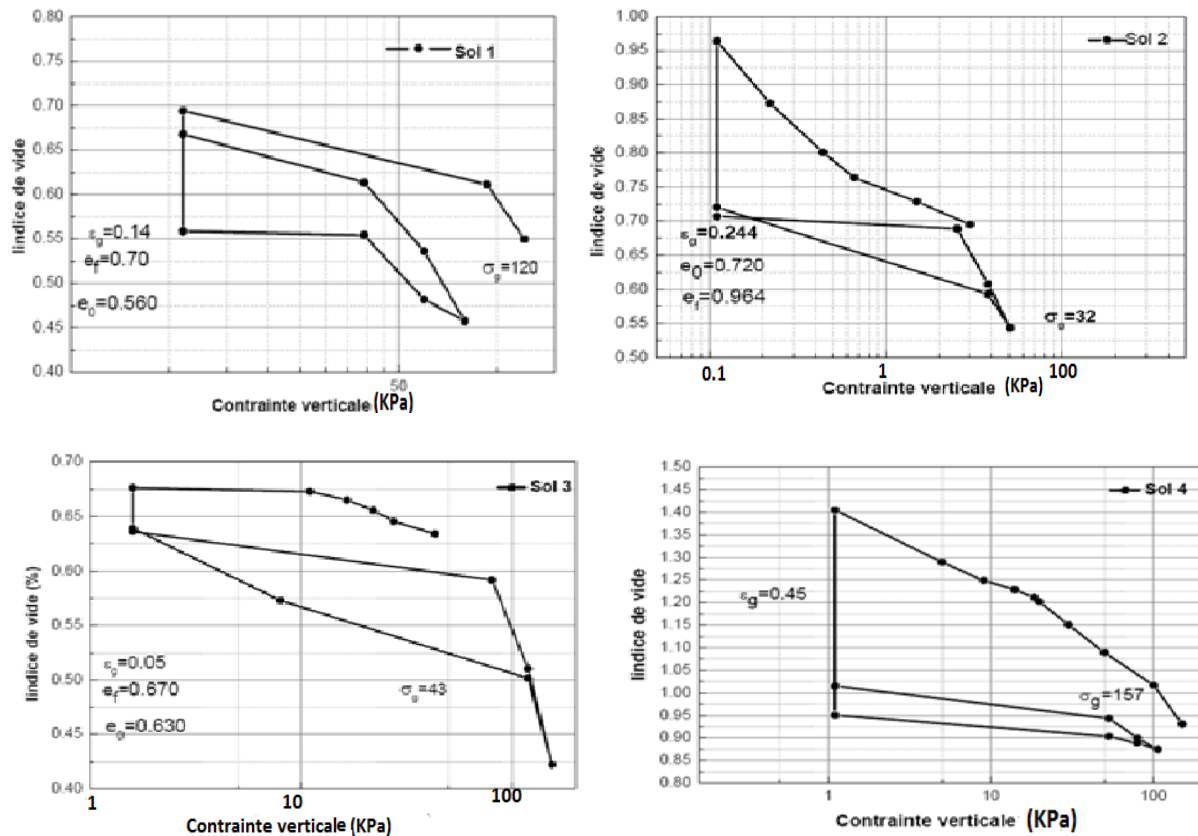 0.80
0.75
0.70
0.65
0.60
0.55
0.50
0.45
0.40
lindice de vide
Sol 1
εg=0.14
ef=0.70
e0=0.560
σg=120
50
Contrainte verticale (KPa)
1.00
0.95
0.90
0.85
0.80
0.75
0.70
0.65
0.60
0.55
0.50
lindice de vide
Sol 2
εg=0.244
e0=0.720
ef=0.964
σg=32
0.1
1
100
Contrainte verticale (KPa)
0.70
0.65
0.60
0.55
0.50
0.45
0.40
lindice de vide (%)
Sol 3
εg=0.05
ef=0.670
eg=0.630
σg=43
1
10
100
Contrainte verticale (KPa)
1.50
1.45
1.40
1.35
1.30
1.25
1.20
1.15
1.10
1.05
1.00
0.95
0.90
0.85
0.80
lindice de vide
Sol 4
εg=0.45
σg=157
1
10
100
Contrainte verticale (KPa)